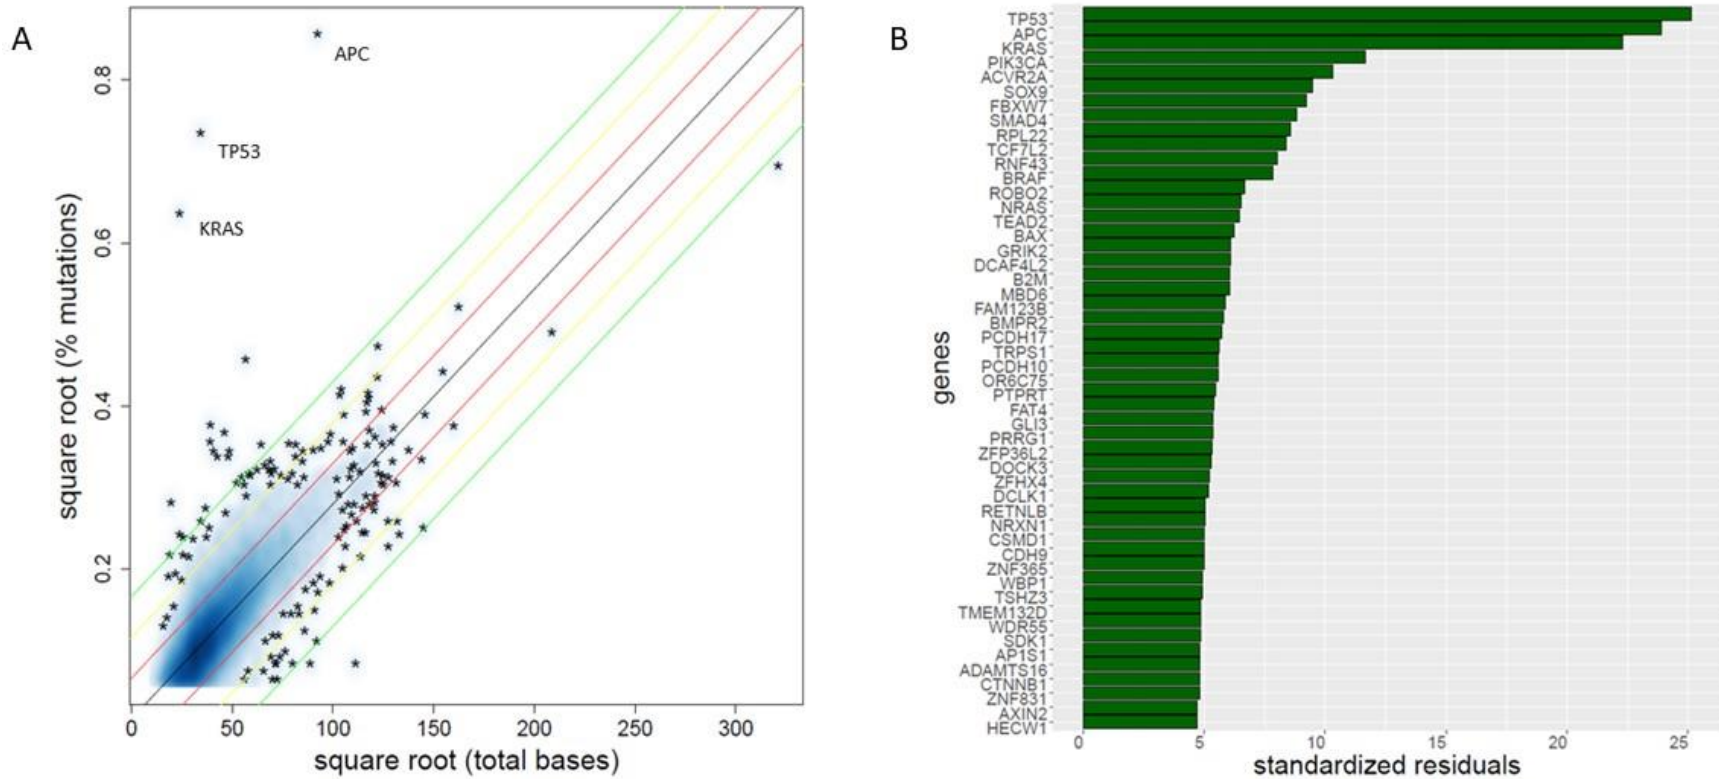 A
B
APC
TP53
KRAS
0.8
0.6
0.4
0.2
square root (% mutations)
0 50 100 150 200 250 300
square root (total bases)
TP53
APC
KRAS
PIK3CA
ACVR2A
SOX9
FBXW7
SMAD4
RPL22
TCF7L2
RNF43
BRAF
ROBO2
NRAS
TEAD2
BAX
GRIK2
DCAF4L2
B2M
MBD6
FAM123B
BMPR2
PCDH17
TRPS1
PCDH10
OR6C75
PTPRT
FAT4
GLI3
PRRG1
ZFP36L2
DOCK3
ZFHX4
DCLK1
RETNLB
NRXN1
CSMD1
CDH9
ZNF365
WBP1
TSHZ3
TMEM132D
WDR55
SDK1
AP1S1
ADAMTS16
CTNNB1
ZNF831
AXIN2
HECW1
genes
0 5 10 15 20 25
standardized residuals